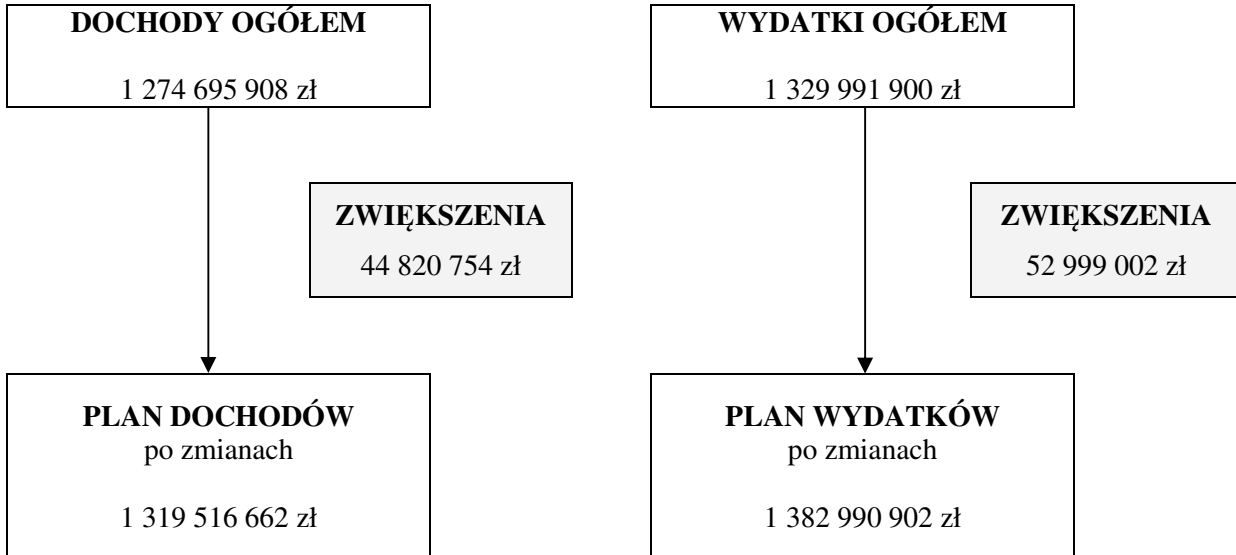 DOCHODY OGÓŁEM
1 274 695 908 zł
WYDATKI OGÓŁEM
1 329 991 900 zł
ZWIĘKSZENIA
44 820 754 zł
ZWIĘKSZENIA
52 999 002 zł
PLAN DOCHODÓW
po zmianach
1 319 516 662 zł
PLAN WYDATKÓW
po zmianach
1 382 990 902 zł